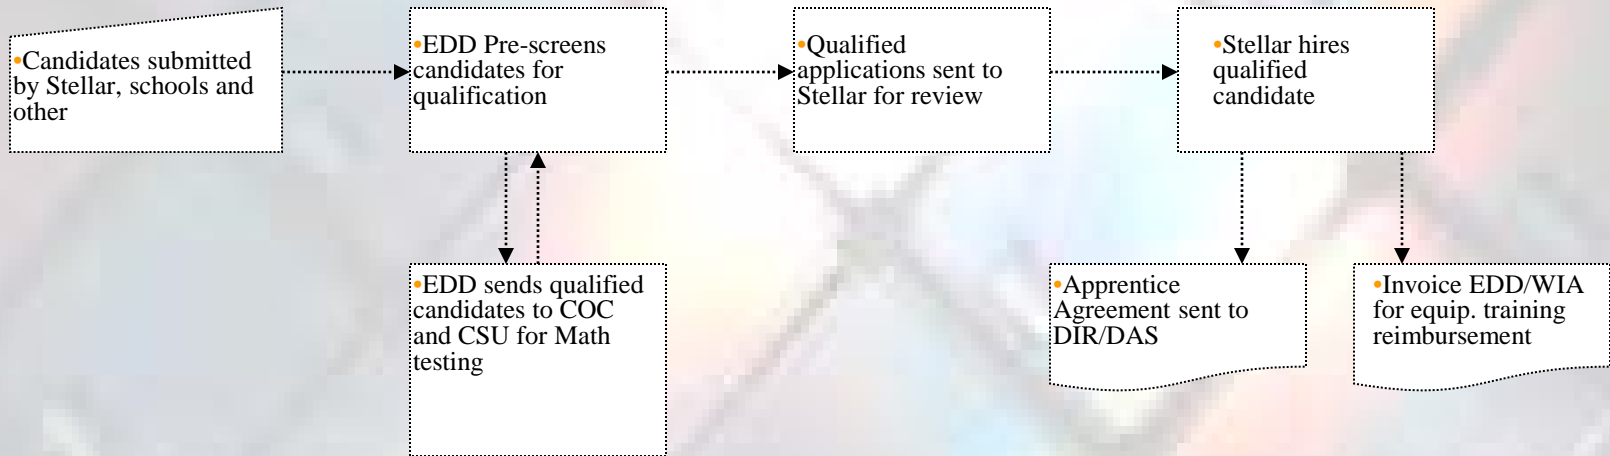 •Candidates submitted
by Stellar, schools and
other
•EDD Pre-screens
candidates for
qualification
•Qualified
applications sent to
Stellar for review
•Stellar hires
qualified
candidate
•EDD sends qualified
candidates to COC
and CSU for Math
testing
•Apprentice
Agreement sent to
DIR/DAS
•Invoice EDD/WIA
for equip. training
reimbursement